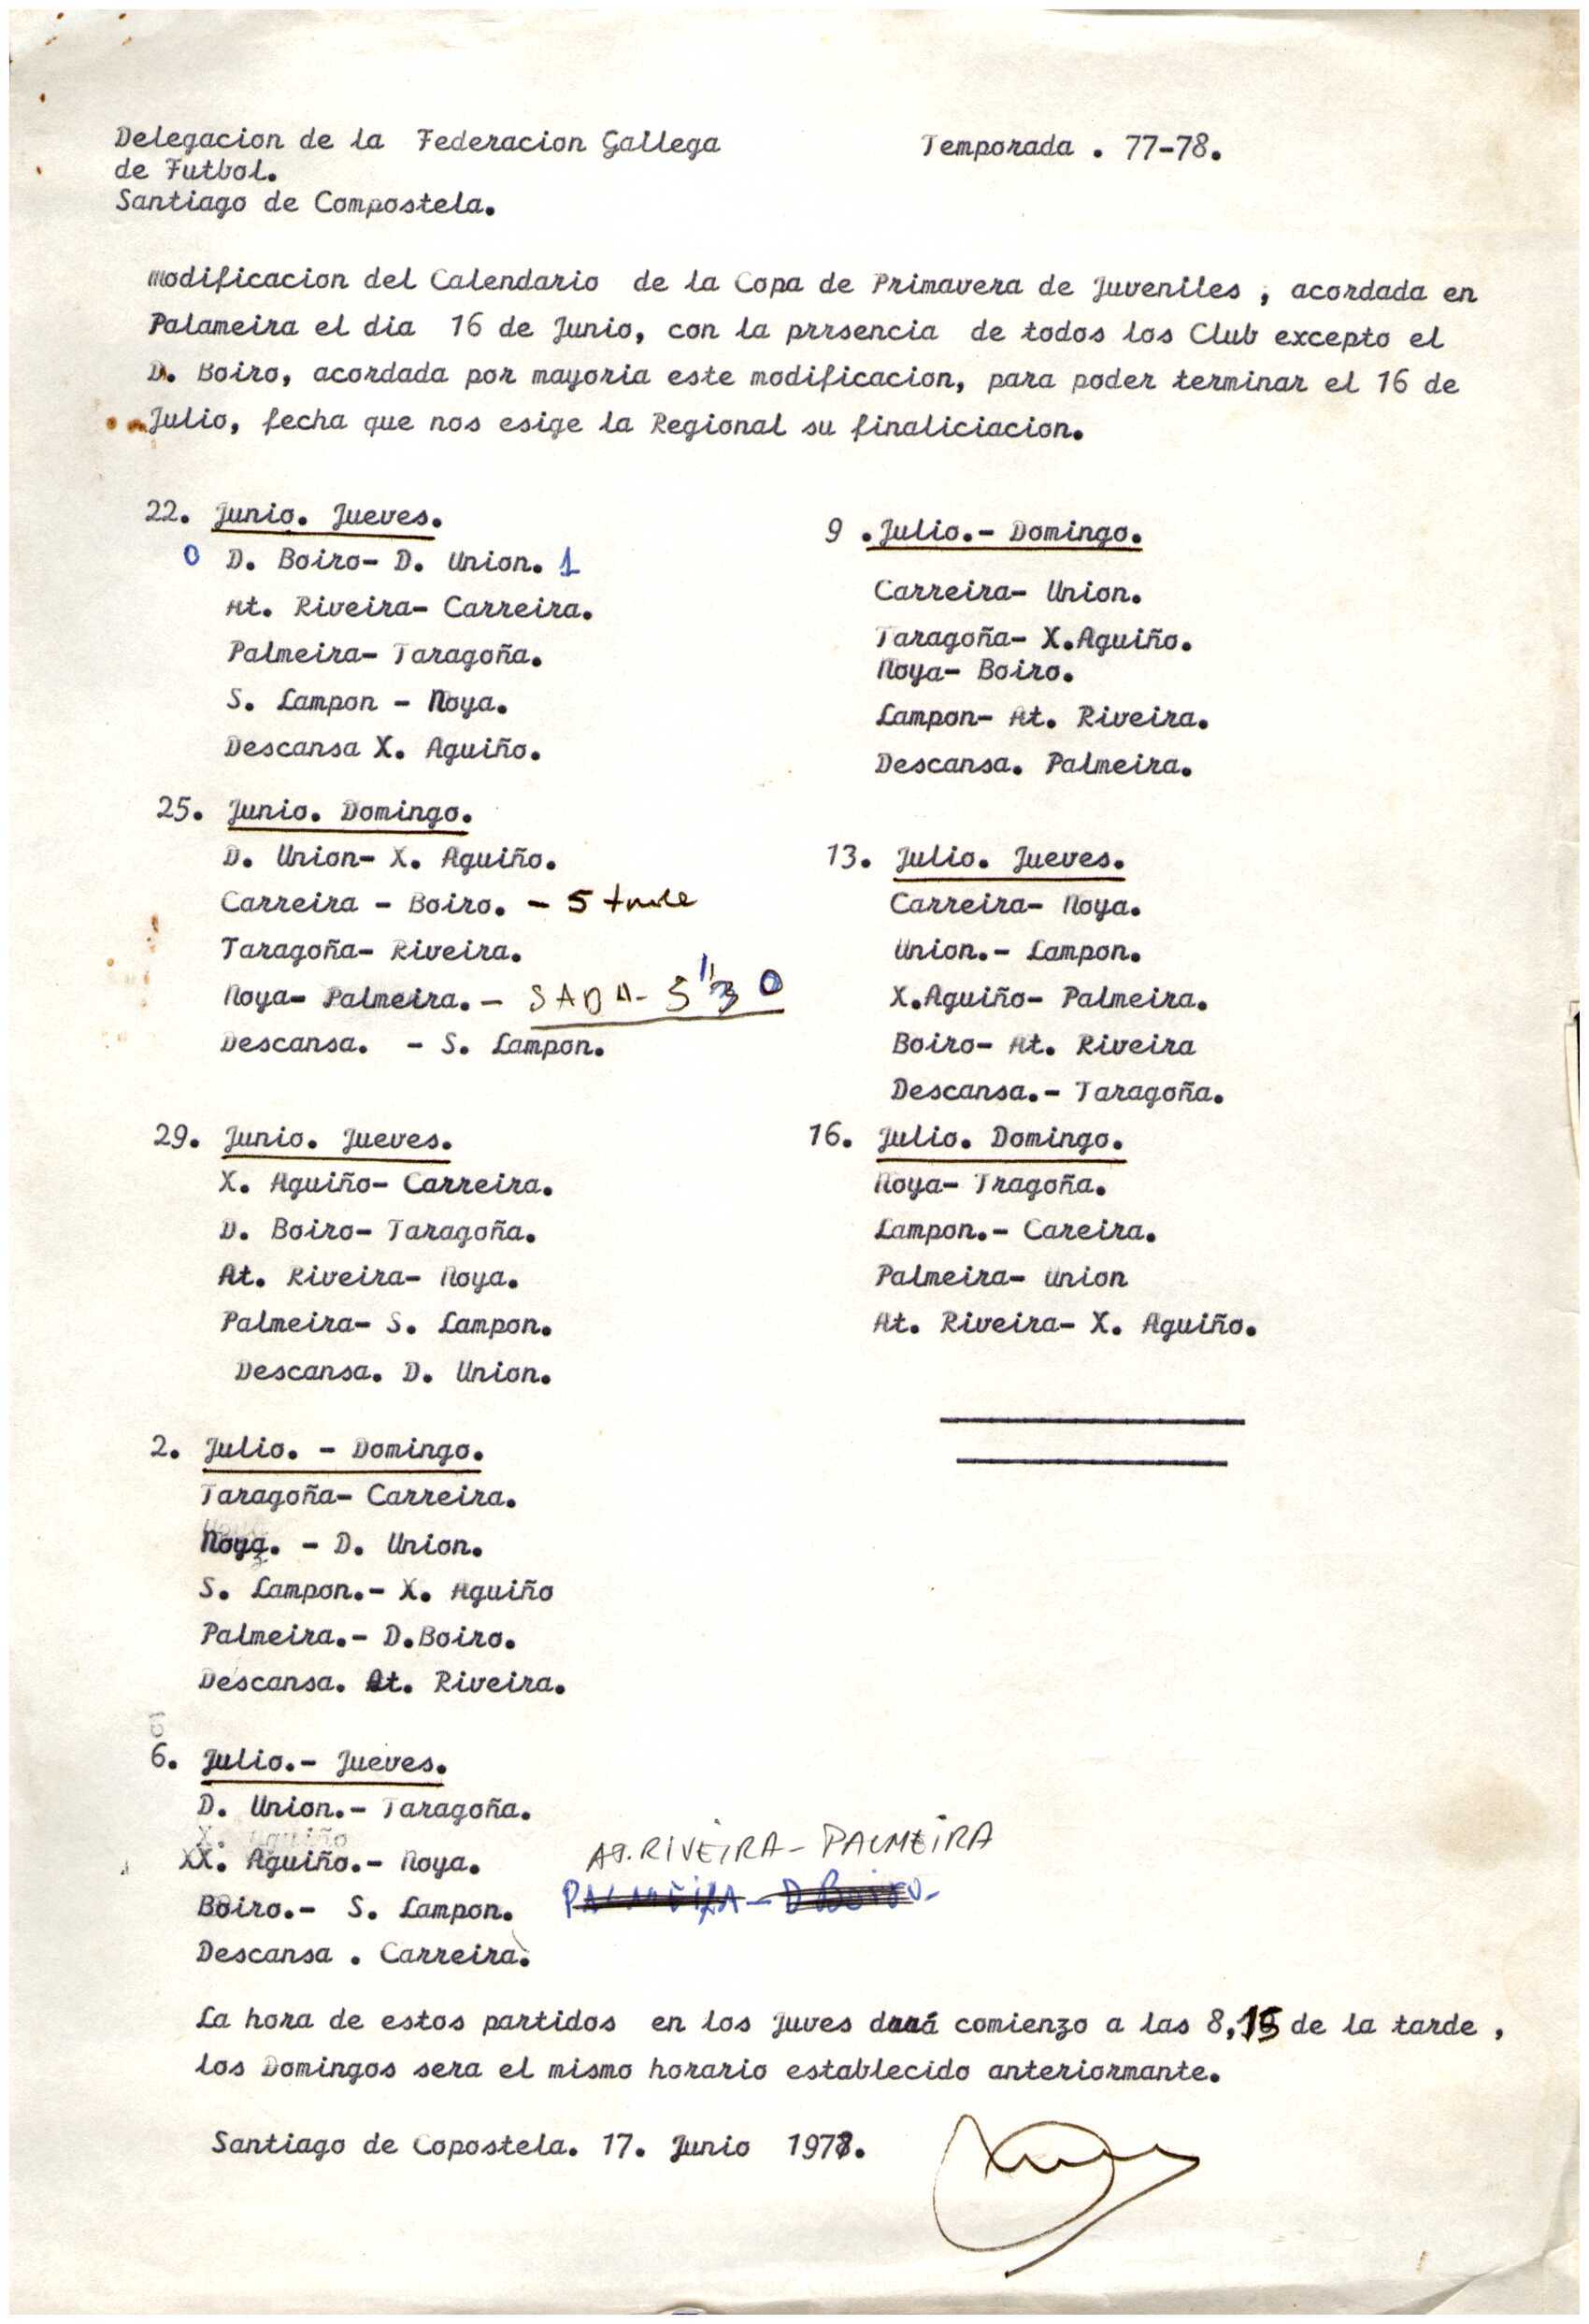 Delegacion de la Federacion Gallega
de Futbol.
Santiago de Compostela.
Temporada . 77-78.
modificacion del Calendario de la Copa de Primavera de Juveniles , acordada en
Palameira el dia 16 de Junio, con la prrsencia de todos los Club excepto el
D. Boiro, acordada por mayoria este modificacion, para poder terminar el 16 de
Julio, fecha que nos esige la Regional su finaliciacion.
22. Junio. Jueves.
0 D. Boiro- D. Union. 1
At. Riveira- Carreira.
Palmeira- Taragoña.
S. Lampon - Noya.
Descansa X. Aguiño.
25. Junio. Domingo.
D. Union- X. Aguiño.
Carreira - Boiro. - 5 tarde
Taragoña- Riveira.
Noya- Palmeira. - SAD 5 30
Descansa. - S. Lampon.
29. Junio. Jueves.
X. Aguiño- Carreira.
D. Boiro- Taragoña.
At. Riveira- Noya.
Palmeira- S. Lampon.
Descansa. D. Union.
2. Julio. - Domingo.
Taragoña- Carreira.
Noya. - D. Union.
S. Lampon.- X. Aguiño
Palmeira.- D.Boiro.
Descansa. At. Riveira.
6. Julio.- Jueves.
D. Union.- Taragoña.
X. Aguiño
XX. Aguiño.- Noya. AT. RIVEIRA - PALMEIRA
Boiro.- S. Lampon. PALMEIRA - D Boiro-
Descansa . Carreira.
9 .Julio.- Domingo.
Carreira- Union.
Taragoña- X.Aguiño.
Noya- Boiro.
Lampon- At. Riveira.
Descansa. Palmeira.
13. Julio. Jueves.
Carreira- Noya.
Union.- Lampon.
X.Aguiño- Palmeira.
Boiro- At. Riveira
Descansa.- Taragoña.
16. Julio. Domingo.
Noya- Tragoña.
Lampon.- Careira.
Palmeira- Union
At. Riveira- X. Aguiño.
La hora de estos partidos en los juves dará comienzo a las 8,15 de la tarde ,
los Domingos sera el mismo horario establecido anteriormante.
Santiago de Copostela. 17. Junio 1978.